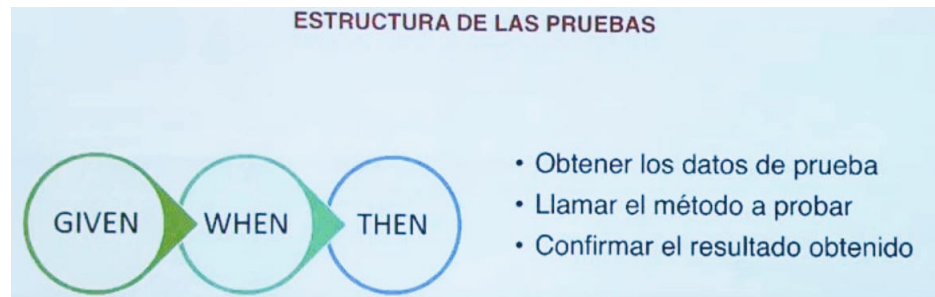 ESTRUCTURA DE LAS PRUEBAS
GIVEN
WHEN
THEN
• Obtener los datos de prueba
• Llamar el método a probar
• Confirmar el resultado obtenido